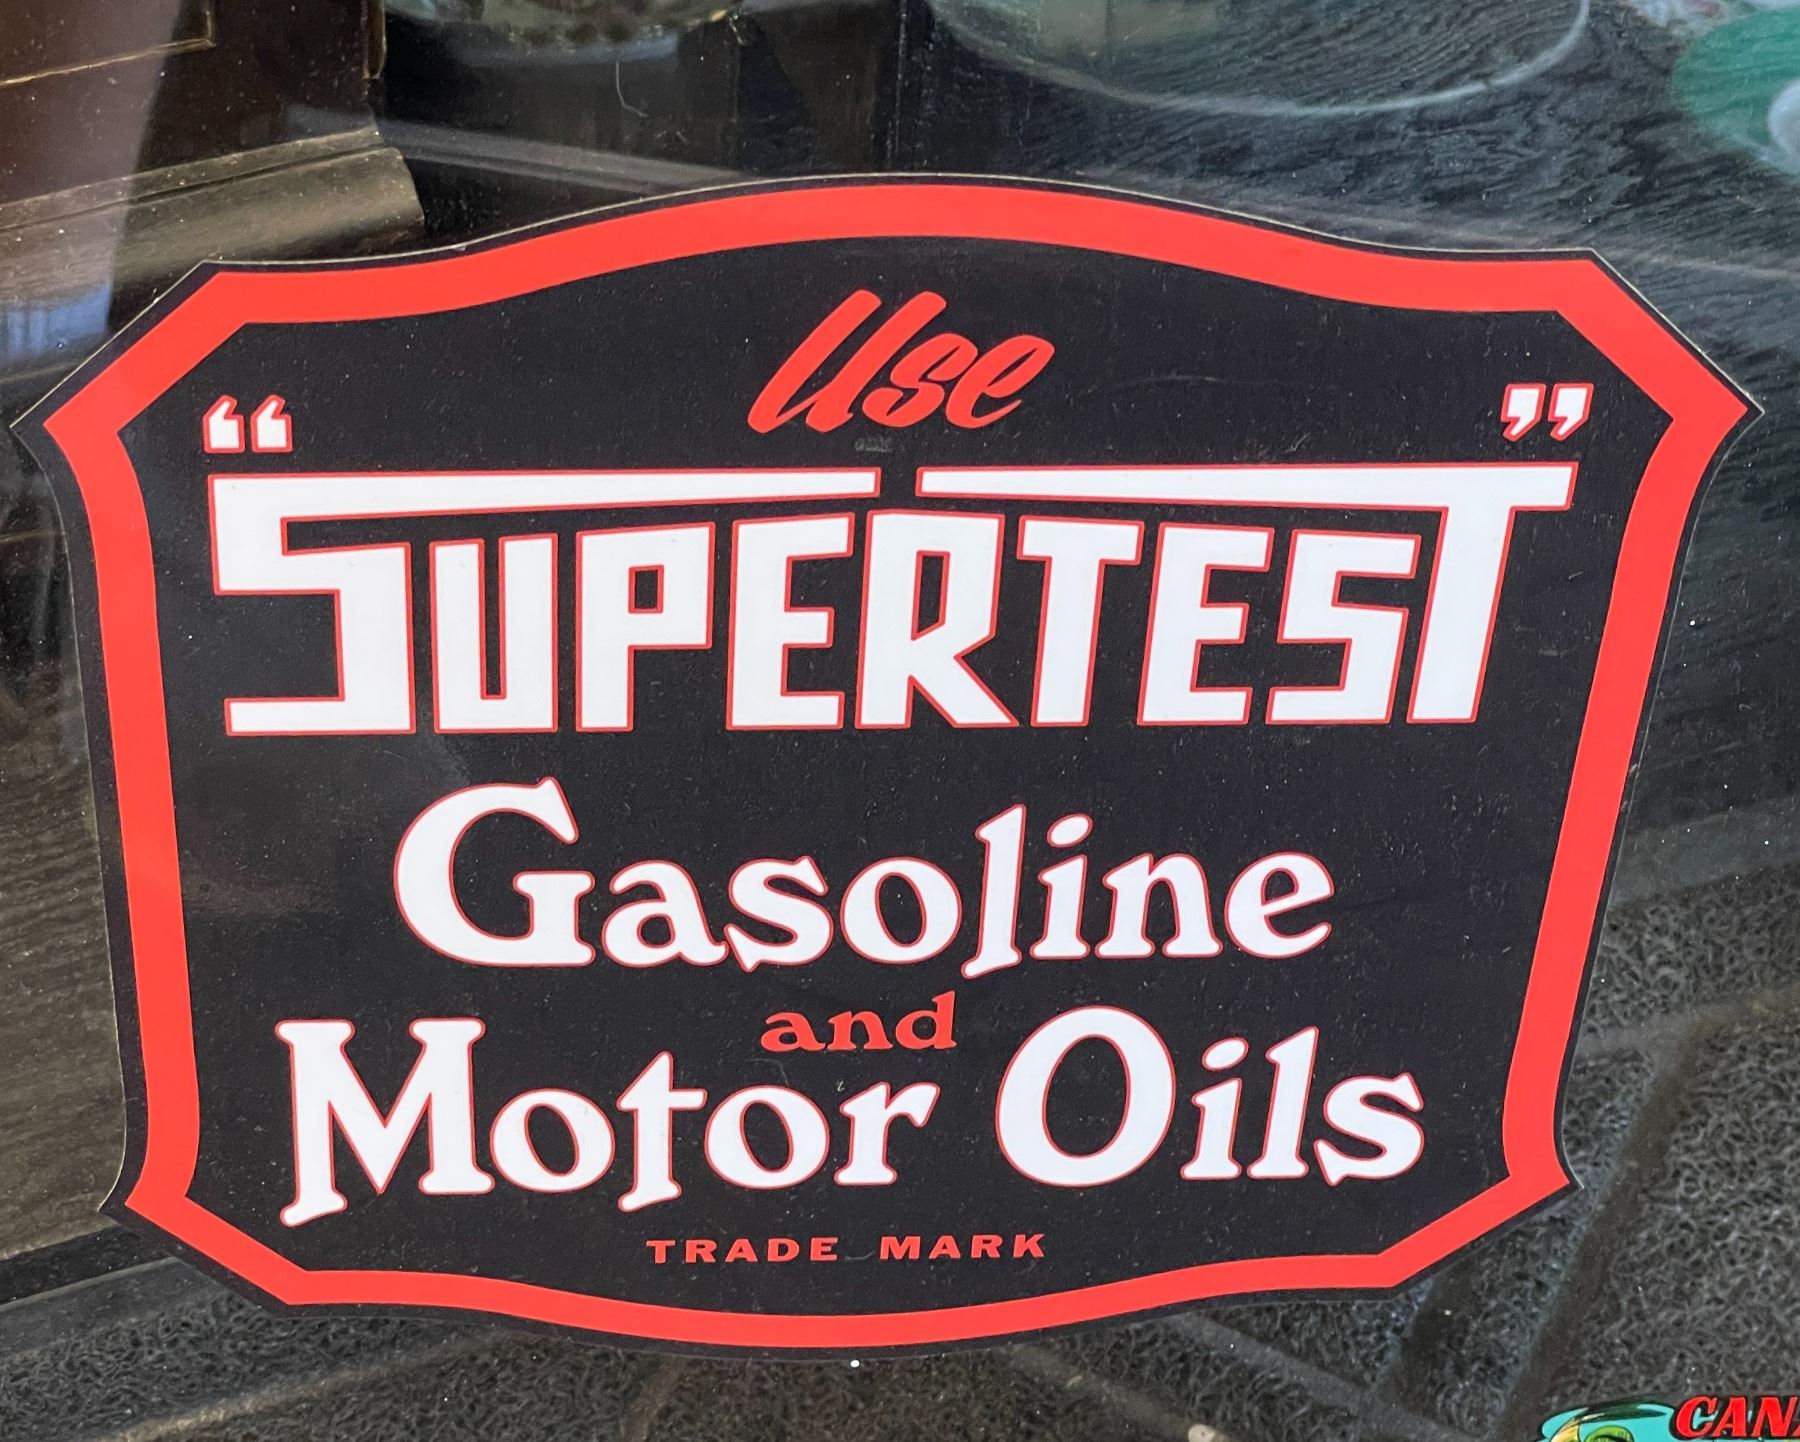 Use
“SUPERTEST”
Gasoline
and
Motor Oils
TRADE MARK